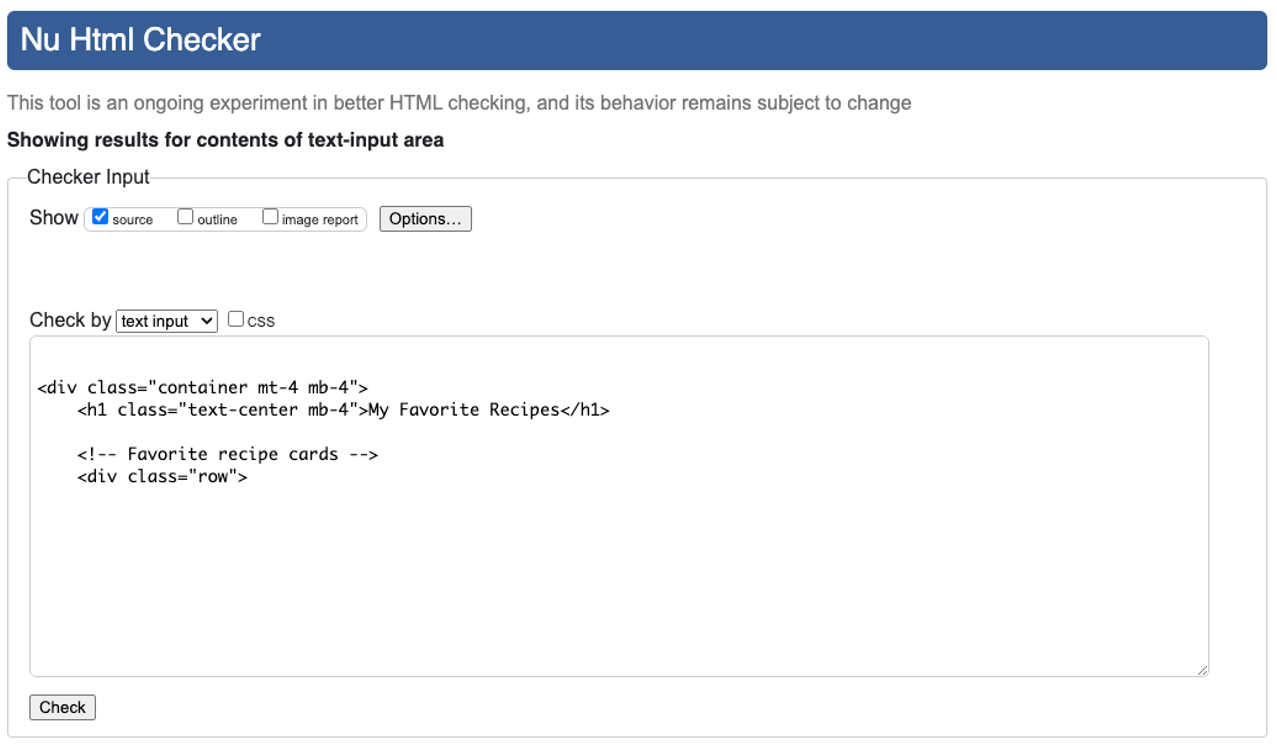 Nu Html Checker
This tool is an ongoing experiment in better HTML checking, and its behavior remains subject to change
Showing results for contents of text-input area
Checker Input
Show source outline image report Options...
Check by text input css
<div class="container mt-4 mb-4">
    <h1 class="text-center mb-4">My Favorite Recipes</h1>
    <!-- Favorite recipe cards -->
    <div class="row">
Check